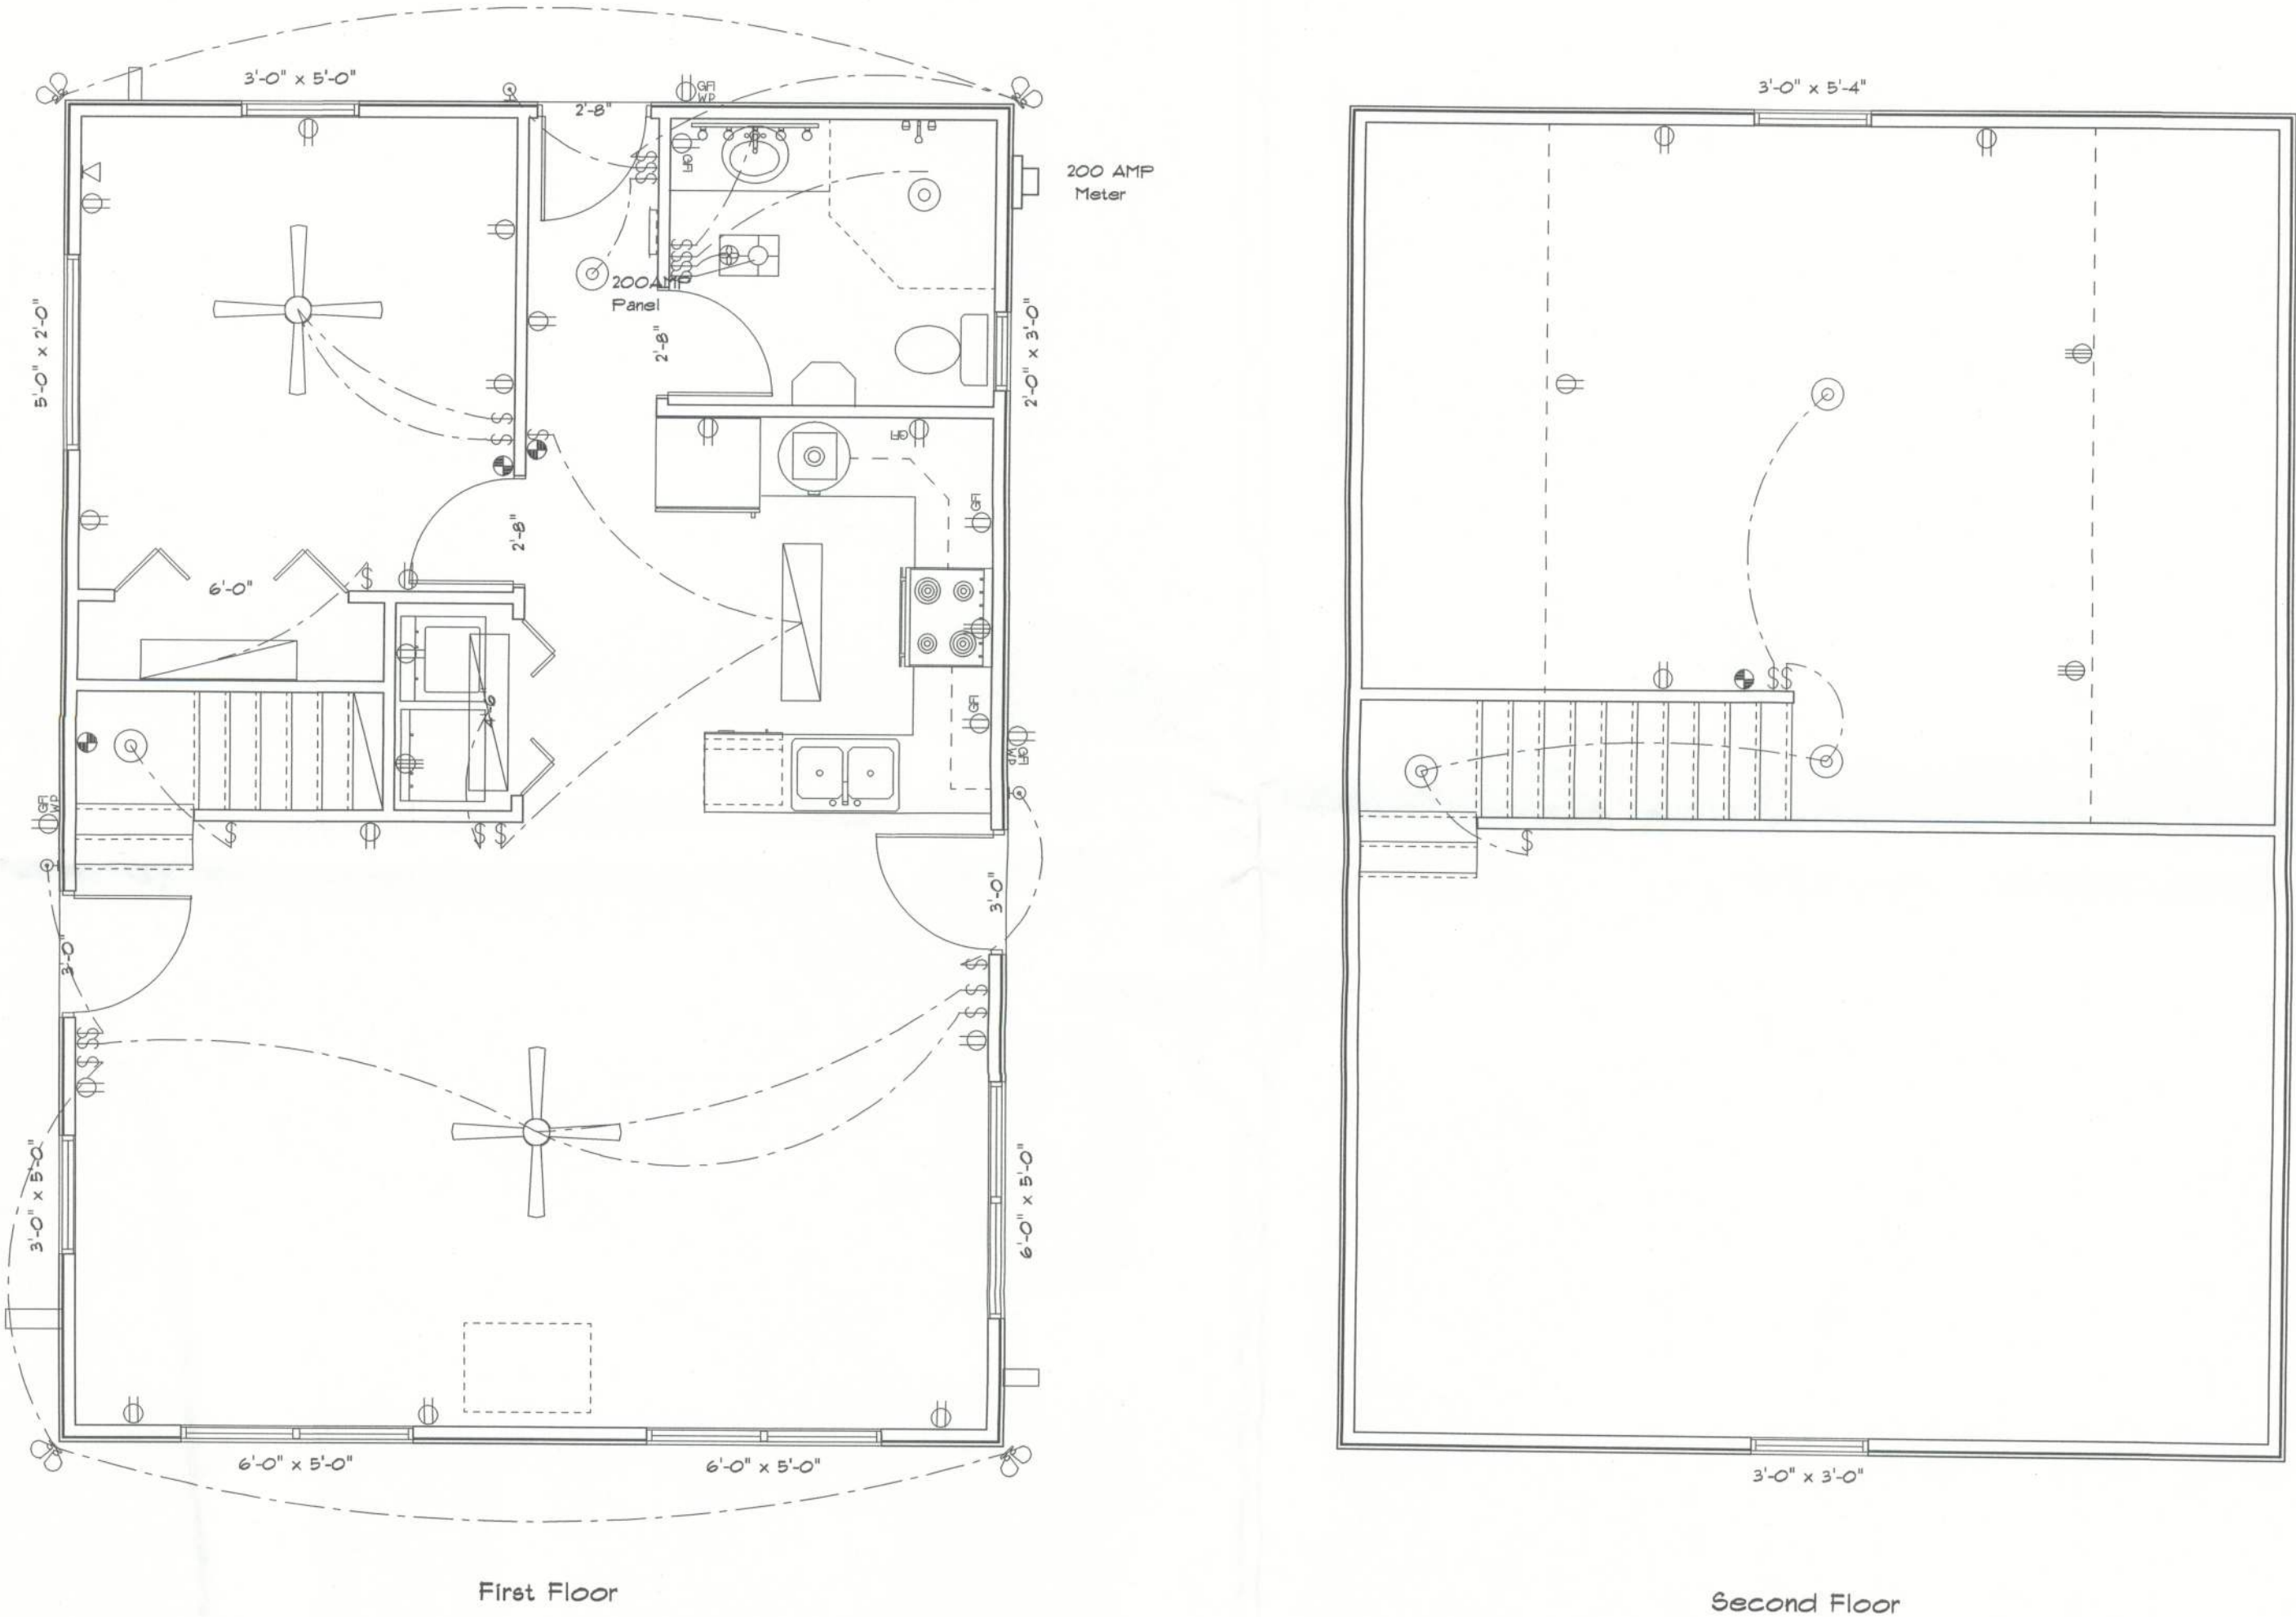 3'-0" x 5'-0"
2'-8"
GFI
WP
GFI
200 AMP
Meter
200AMP
Panel
5'-0" x 2'-0"
2'-8"
2'-0" x 3'-0"
$
$
$
GFI
GFI
2'-8"
6'-0"
$
GFI
GFI
WP
GFI
WP
$
$
$
3'-0"
3'-0"
$
$
$
$
$
$
3'-0" x 5'-0"
6'-0" x 5'-0"
6'-0" x 5'-0"
6'-0" x 5'-0"
First Floor
3'-0" x 5'-4"
$$
$
3'-0" x 3'-0"
Second Floor